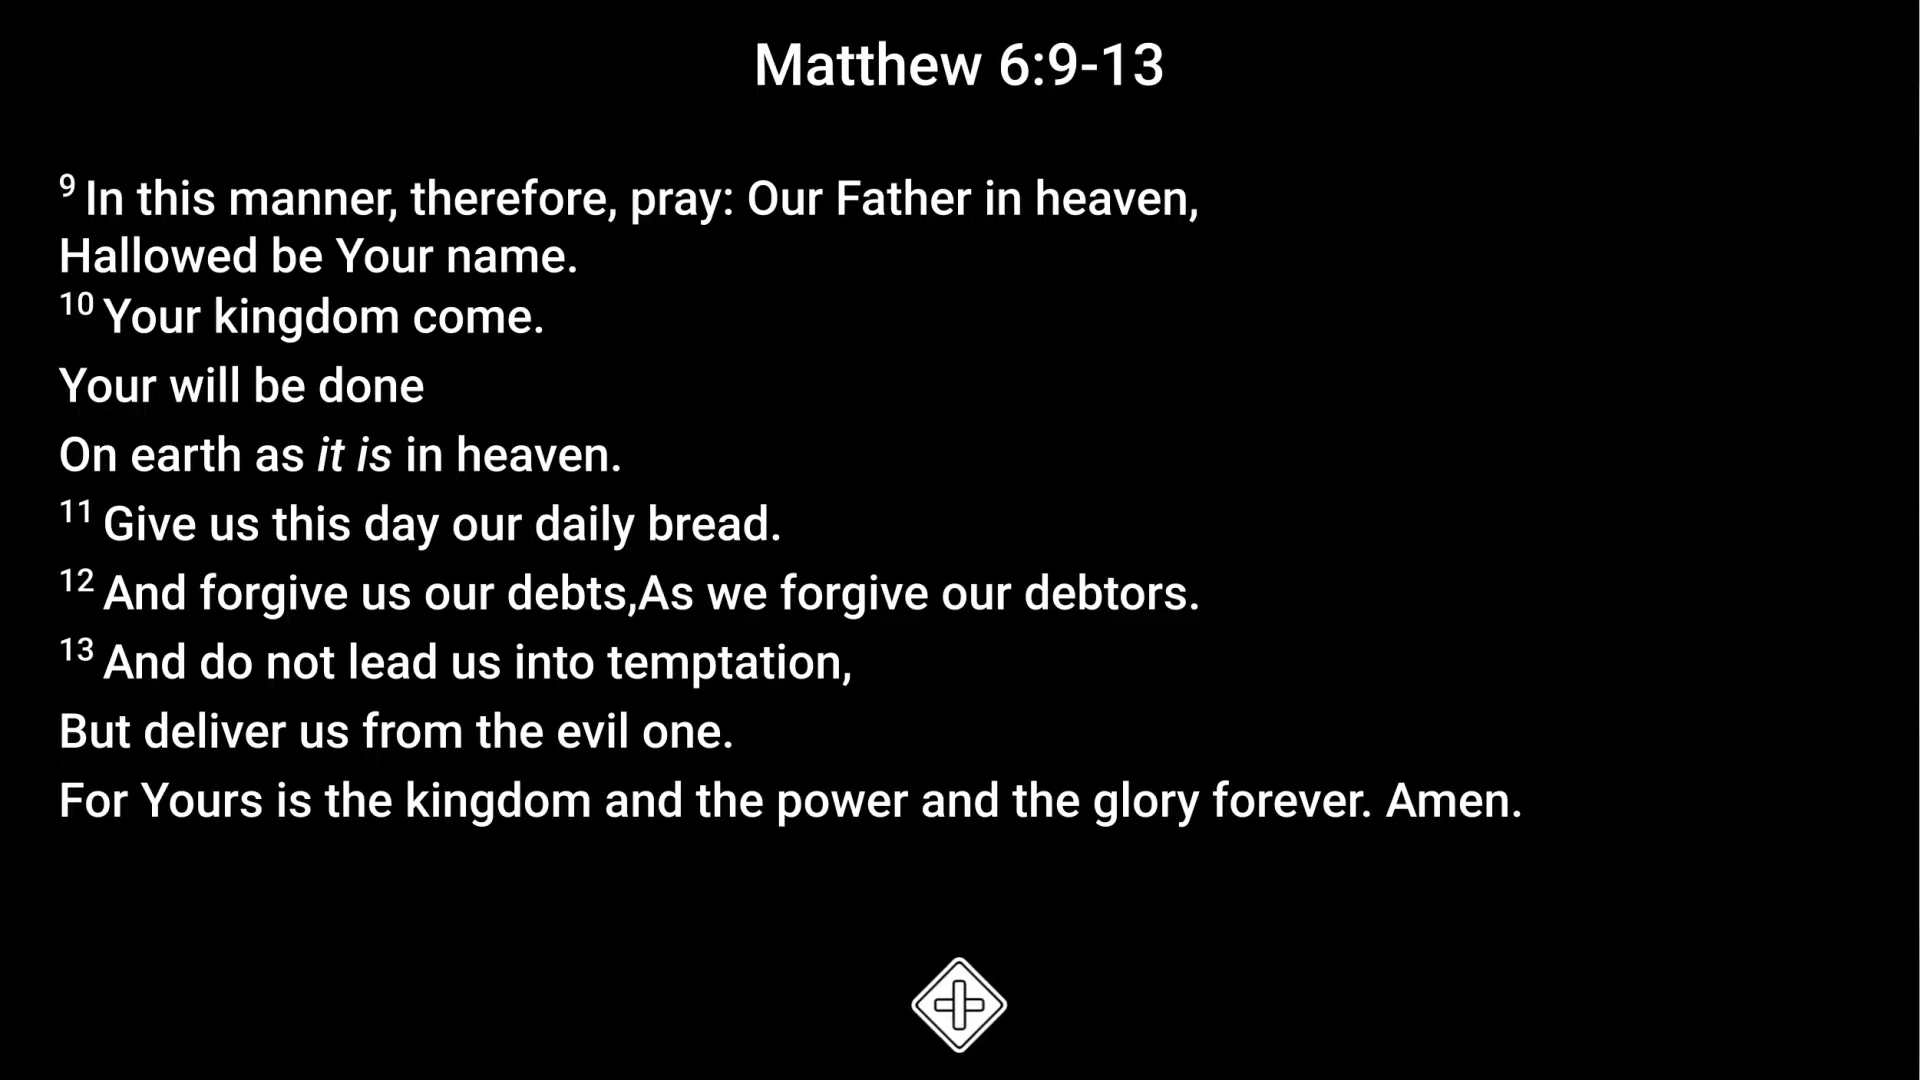 Matthew 6:9-13
9 In this manner, therefore, pray: Our Father in heaven,
Hallowed be Your name.
10 Your kingdom come.
Your will be done
On earth as it is in heaven.
11 Give us this day our daily bread.
12 And forgive us our debts,As we forgive our debtors.
13 And do not lead us into temptation,
But deliver us from the evil one.
For Yours is the kingdom and the power and the glory forever. Amen.